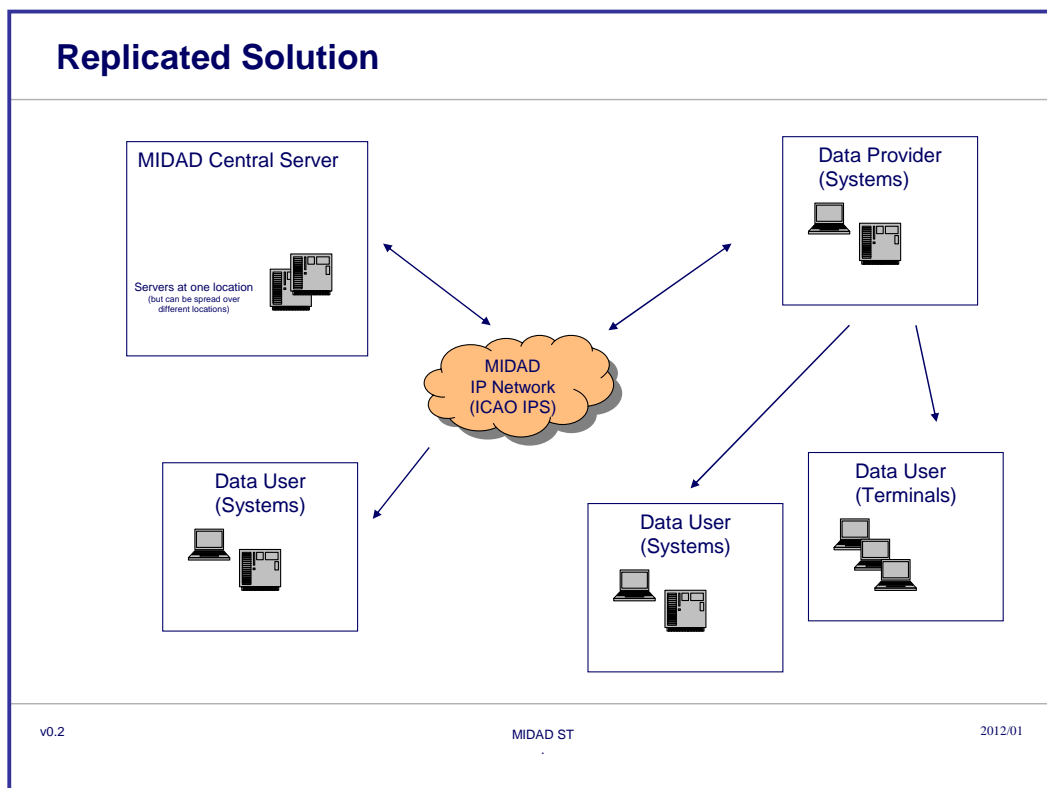 Replicated Solution
MIDAD Central Server
Servers at one location
(but can be spread over
different locations)
Data Provider
(Systems)
MIDAD
IP Network
(ICAO IPS)
Data User
(Systems)
Data User
(Systems)
Data User
(Terminals)
v0.2
MIDAD ST
.
2012/01